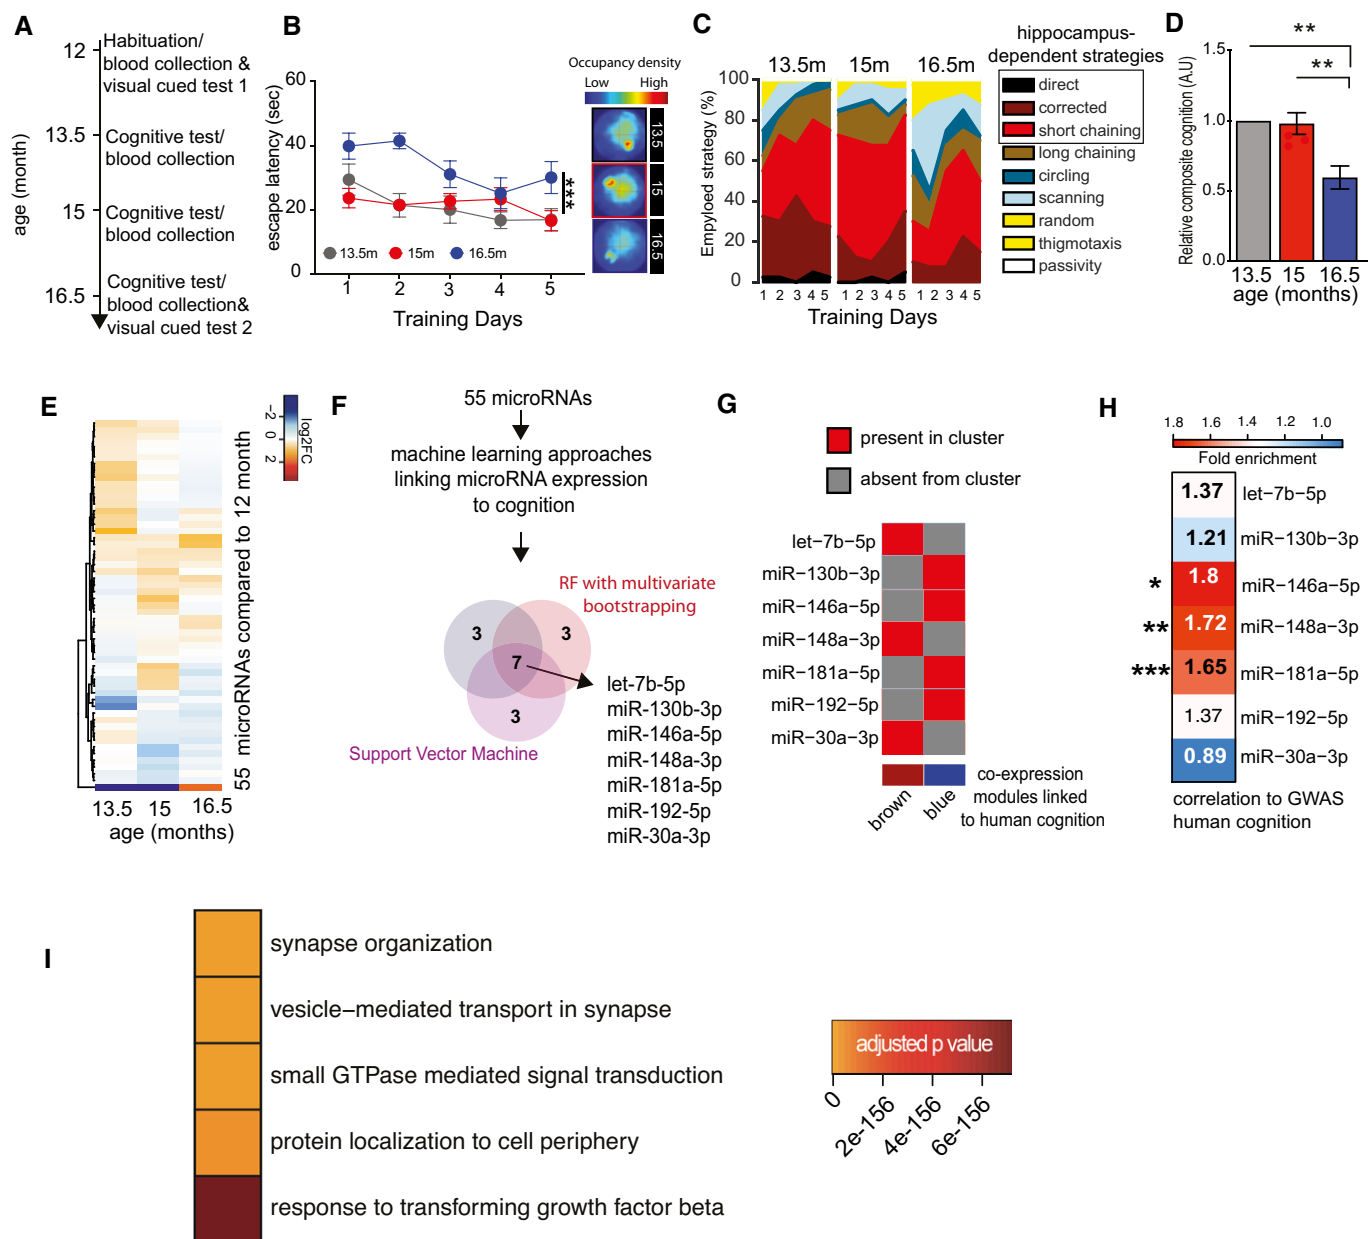 A
age (month)
12
Habituation/
blood collection &
visual cued test 1
13.5
Cognitive test/
blood collection
15
Cognitive test/
blood collection
16.5
Cognitive test/
blood collection&
visual cued test 2
B
escape latency (sec)
60
40
20
0
13.5m
15m
16.5m
***
1 2 3 4 5
Training Days
Occupancy density
Low High
13.5
15
16.5
C
13.5m 15m 16.5m
Empyloed strategy (%)
100
80
60
40
20
0
1 2 3 4 5 1 2 3 4 5 1 2 3 4 5
Training Days
hippocampus-
dependent strategies
direct
corrected
short chaining
long chaining
circling
scanning
random
thigmotaxis
passivity
D
**
**
Relative composite cognition (A.U)
1.5
1.0
0.5
0.0
13.5 15 16.5
age (months)
E
−2
0
2
log2FC
55 microRNAs compared to 12 month
13.5 15 16.5
age (months)
F
55 microRNAs
machine learning approaches
linking microRNA expression
to cognition
RF with multivariate
bootstrapping
3
3
7
3
Support Vector Machine
let-7b-5p
miR-130b-3p
miR-146a-5p
miR-148a-3p
miR-181a-5p
miR-192-5p
miR-30a-3p
G
present in cluster
absent from cluster
let−7b−5p
miR−130b−3p
miR−146a−5p
miR−148a−3p
miR−181a−5p
miR−192−5p
miR−30a−3p
brown
blue
co-expression
modules linked
to human cognition
H
1.8 1.6 1.4 1.2 1.0
Fold enrichment
1.37 let−7b−5p
1.21 miR−130b−3p
* 1.8 miR−146a−5p
** 1.72 miR−148a−3p
*** 1.65 miR−181a−5p
1.37 miR−192−5p
0.89 miR−30a−3p
correlation to GWAS
human cognition
I
synapse organization
vesicle−mediated transport in synapse
small GTPase mediated signal transduction
protein localization to cell periphery
response to transforming growth factor beta
adjusted p value
0
2e-156
4e-156
6e-156